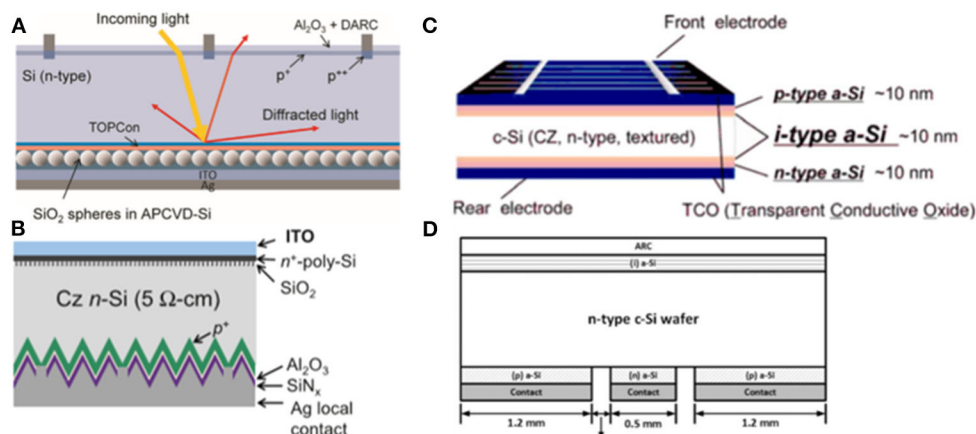 A
Incoming light
Al₂O₃ + DARC
Si (n-type)
p⁺
p⁺⁺
Diffracted light
TOPCon
ITO
Ag
SiO₂ spheres in APCVD-Si
B
ITO
n⁺-poly-Si
SiO₂
Cz n-Si (5 Ω-cm)
p⁺
Al₂O₃
SiNₓ
Ag local
contact
C
Front electrode
p-type a-Si ~10 nm
c-Si (CZ, n-type, textured)
i-type a-Si ~10 nm
n-type a-Si ~10 nm
Rear electrode
TCO (Transparent Conductive Oxide)
D
ARC
(i) a-Si
n-type c-Si wafer
(p) a-Si
(n) a-Si
(p) a-Si
Contact
Contact
Contact
1.2 mm
0.5 mm
1.2 mm